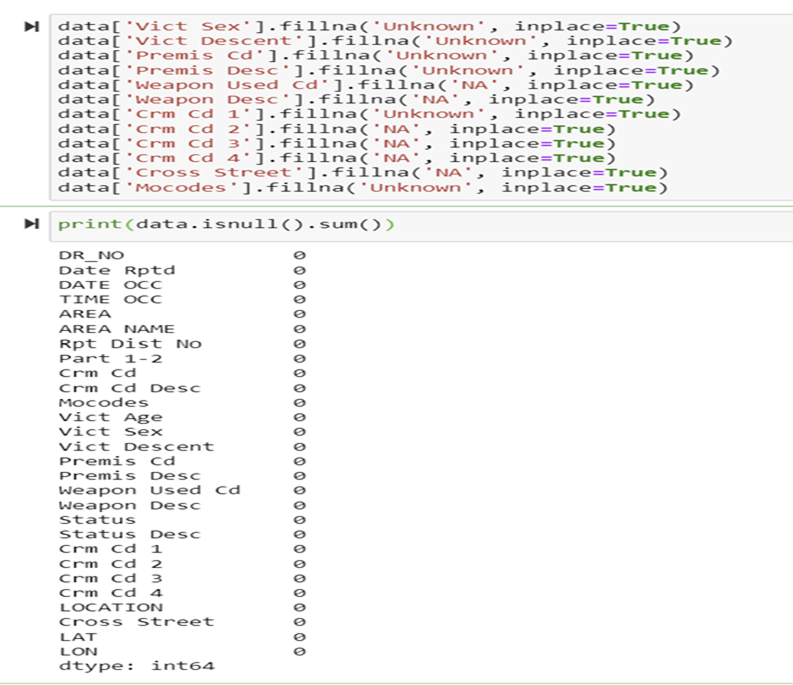 data['Vict Sex'].fillna('Unknown', inplace=True)
data['Vict Descent'].fillna('Unknown', inplace=True)
data['Premis Cd'].fillna('Unknown', inplace=True)
data['Premis Desc'].fillna('Unknown', inplace=True)
data['Weapon Used Cd'].fillna('NA', inplace=True)
data['Weapon Desc'].fillna('NA', inplace=True)
data['Crm Cd 1'].fillna('Unknown', inplace=True)
data['Crm Cd 2'].fillna('NA', inplace=True)
data['Crm Cd 3'].fillna('NA', inplace=True)
data['Crm Cd 4'].fillna('NA', inplace=True)
data['Cross Street'].fillna('NA', inplace=True)
data['Mocodes'].fillna('Unknown', inplace=True)
print(data.isnull().sum())
DR_NO 0
Date Rptd 0
DATE OCC 0
TIME OCC 0
AREA 0
AREA NAME 0
Rpt Dist No 0
Part 1-2 0
Crm Cd 0
Crm Cd Desc 0
Mocodes 0
Vict Age 0
Vict Sex 0
Vict Descent 0
Premis Cd 0
Premis Desc 0
Weapon Used Cd 0
Weapon Desc 0
Status 0
Status Desc 0
Crm Cd 1 0
Crm Cd 2 0
Crm Cd 3 0
Crm Cd 4 0
LOCATION 0
Cross Street 0
LAT 0
LON 0
dtype: int64